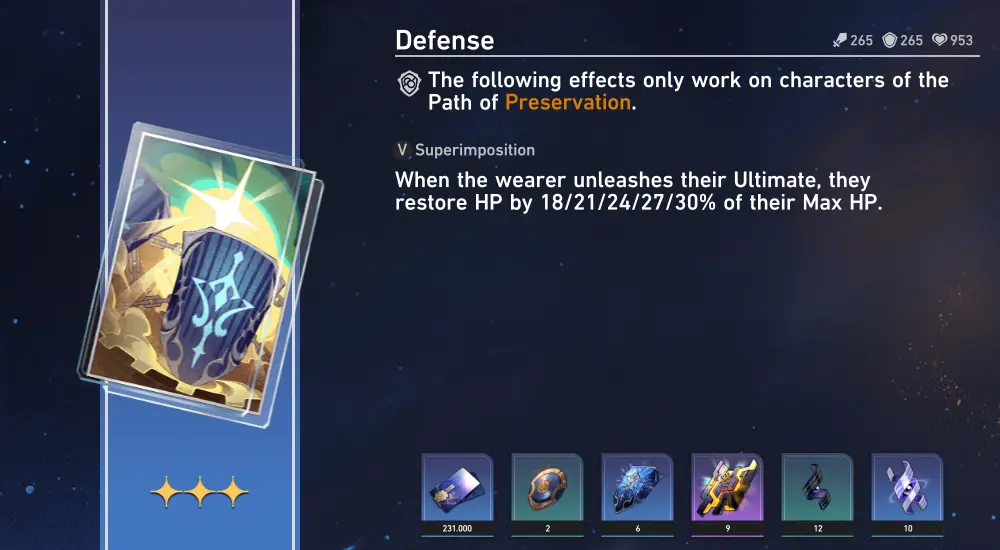 Defense
265 265 953
The following effects only work on characters of the
Path of Preservation.
V Superimposition
When the wearer unleashes their Ultimate, they
restore HP by 18/21/24/27/30% of their Max HP.
231.000 2 6 9 12 10